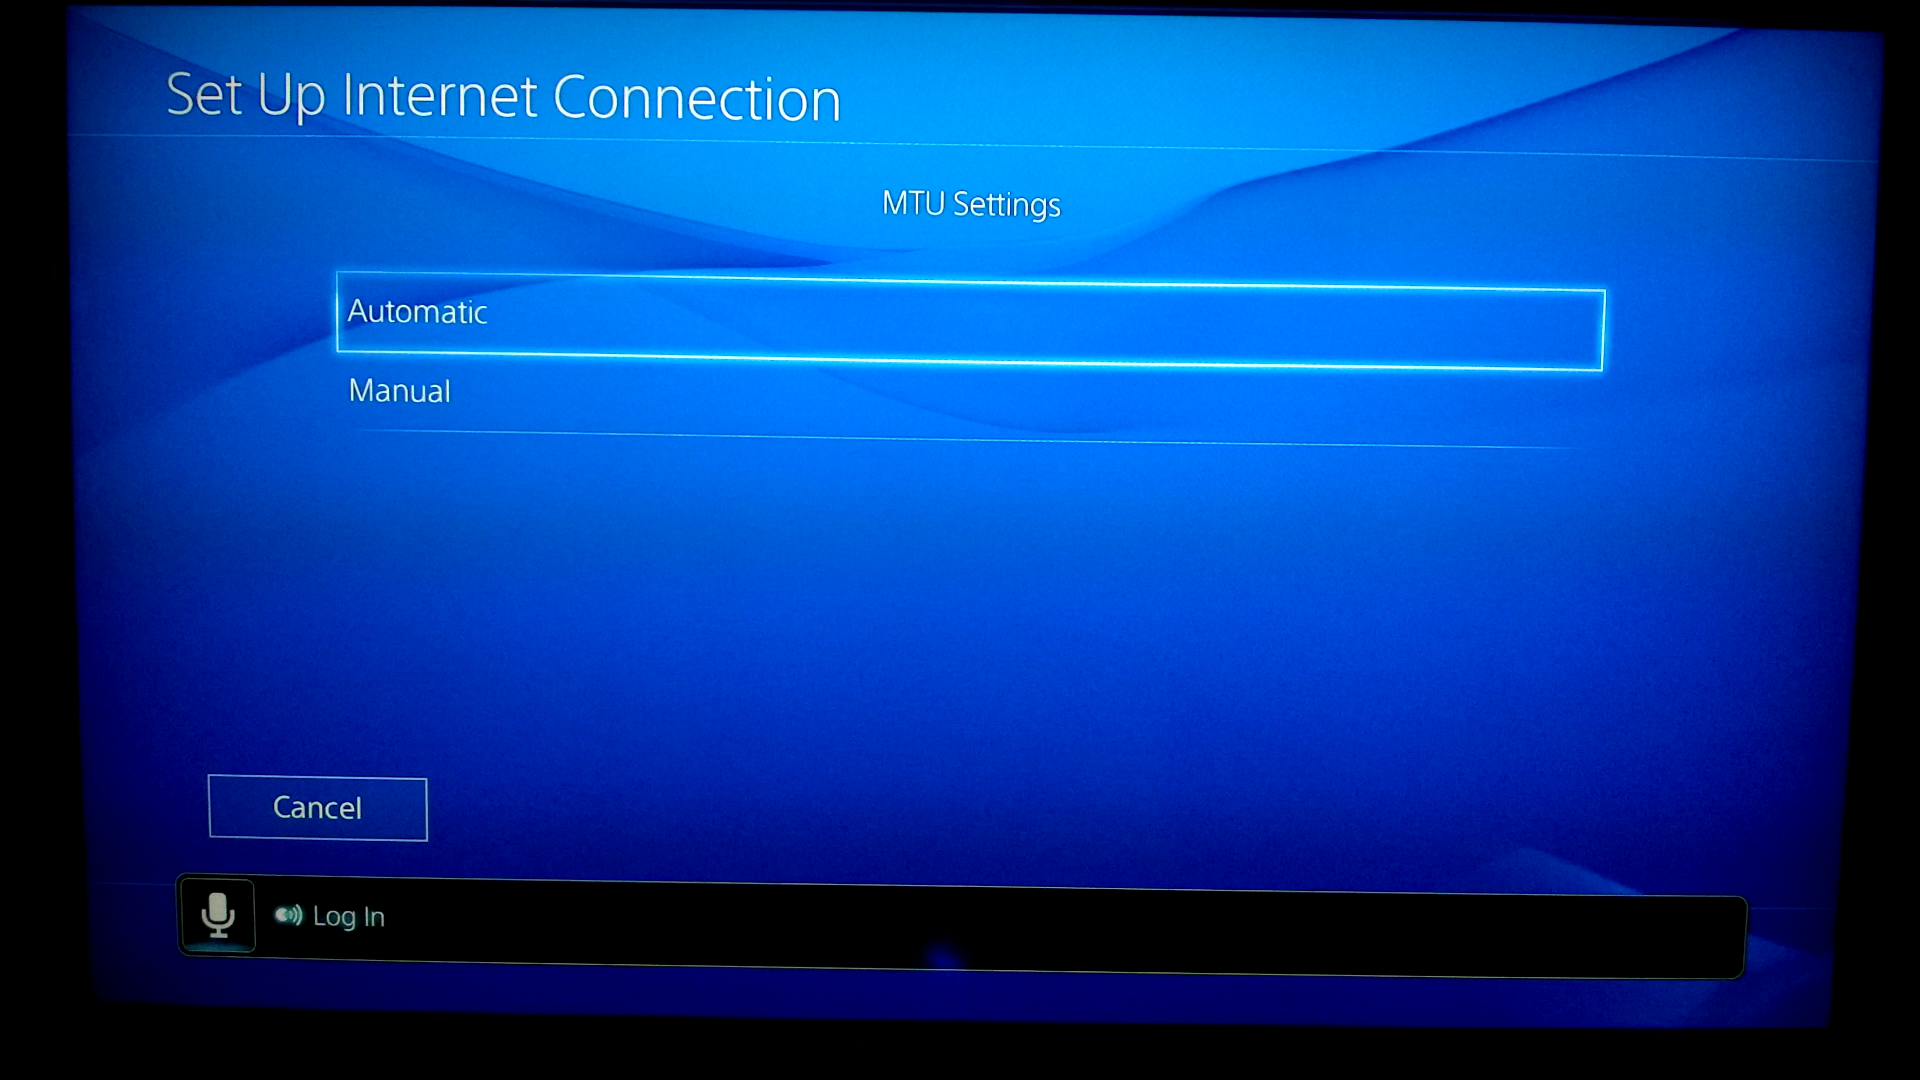 Set Up Internet Connection
MTU Settings
Automatic
Manual
Cancel
Log In